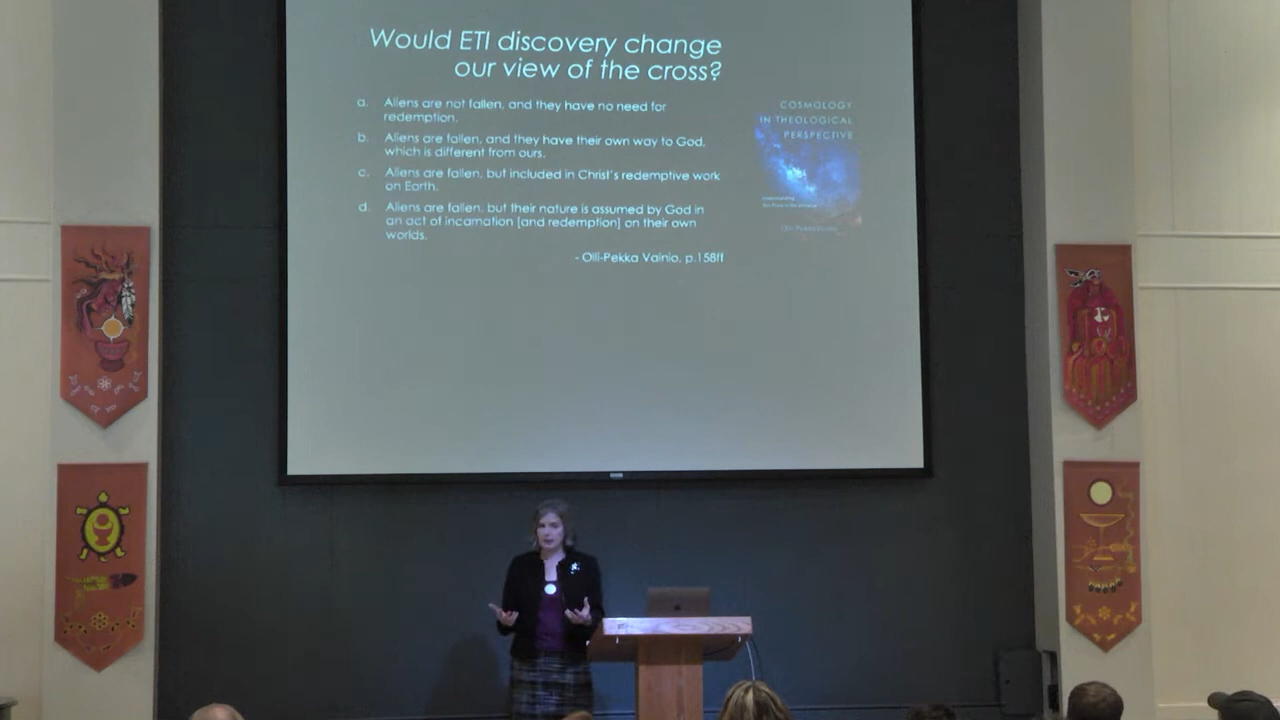 Would ETI discovery change
our view of the cross?
a. Aliens are not fallen, and they have no need for
redemption.
b. Aliens are fallen, and they have their own way to God,
which is different from ours.
c. Aliens are fallen, but included in Christ's redemptive work
on Earth.
d. Aliens are fallen, but their nature is assumed by God in
an act of incarnation [and redemption] on their own
worlds.
- Olli-Pekka Vainio, p.158ff
COSMOLOGY
IN THEOLOGICAL
PERSPECTIVE